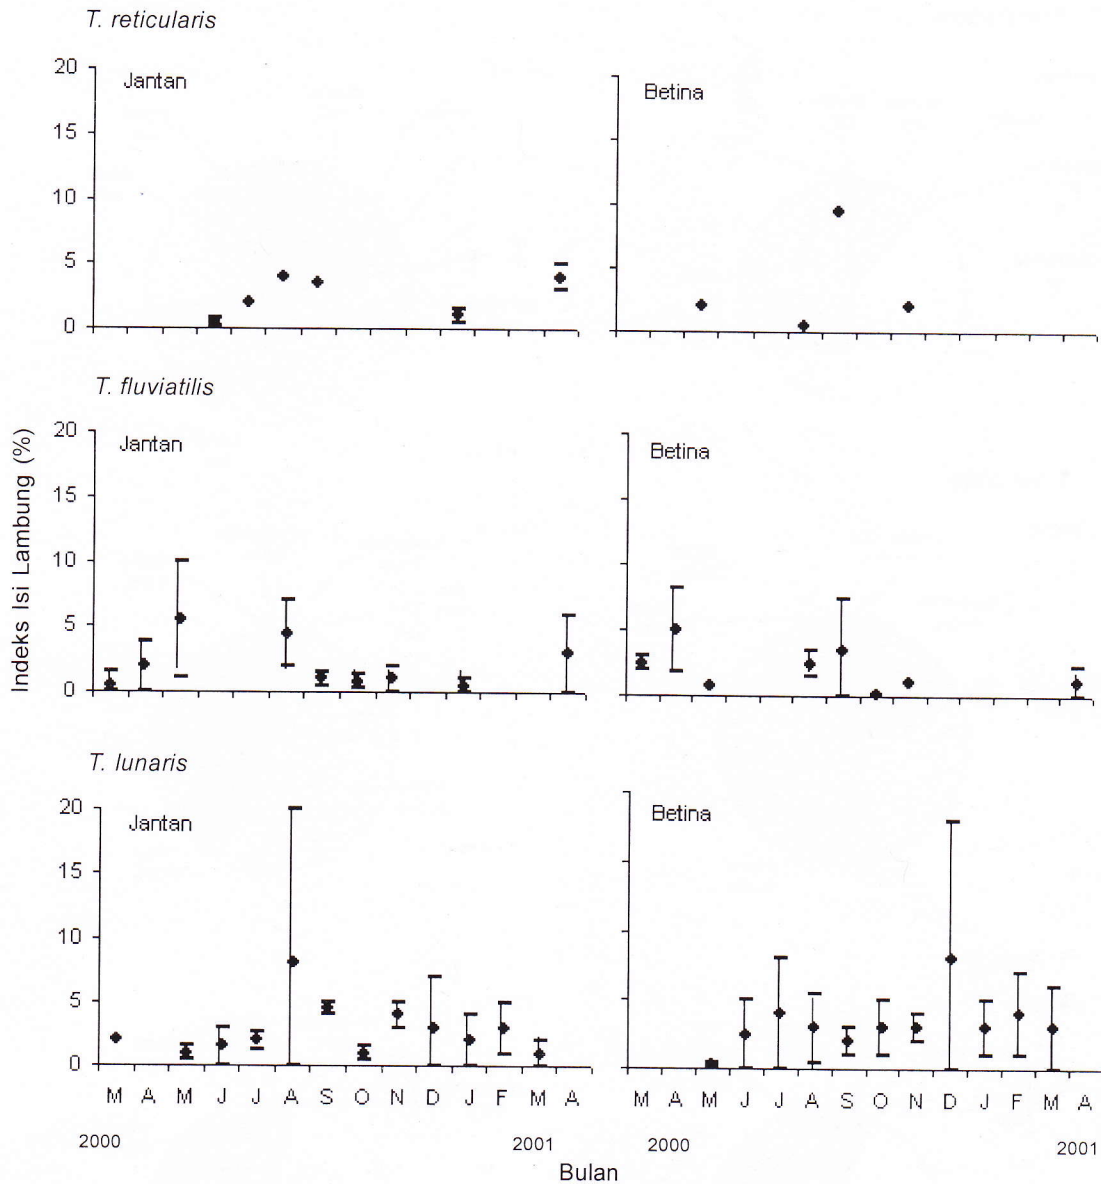 T. reticularis
20
15
10
5
0
Jantan
Betina
T. fluviatilis
20
15
10
5
0
Jantan
Betina
Indeks Isi Lambung (%)
T. lunaris
20
15
10
5
0
Jantan
Betina
M A M J J A S O N D J F M A
M A M J J A S O N D J F M A
2000 2001 2000 2001
Bulan